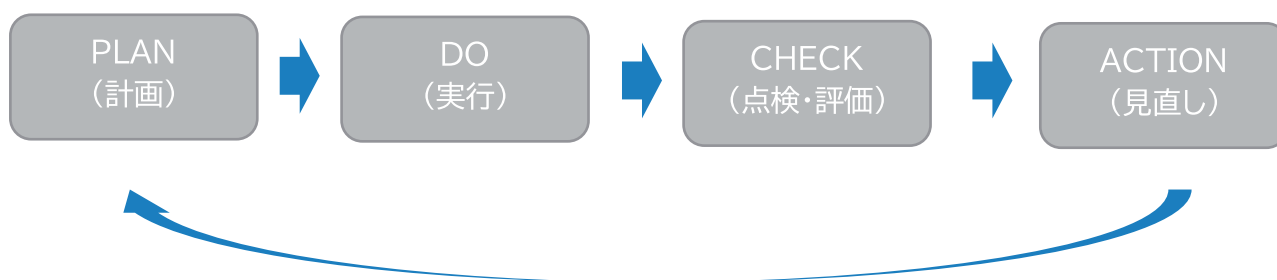 PLAN
（計画）
DO
（実行）
CHECK
（点検・評価）
ACTION
（見直し）